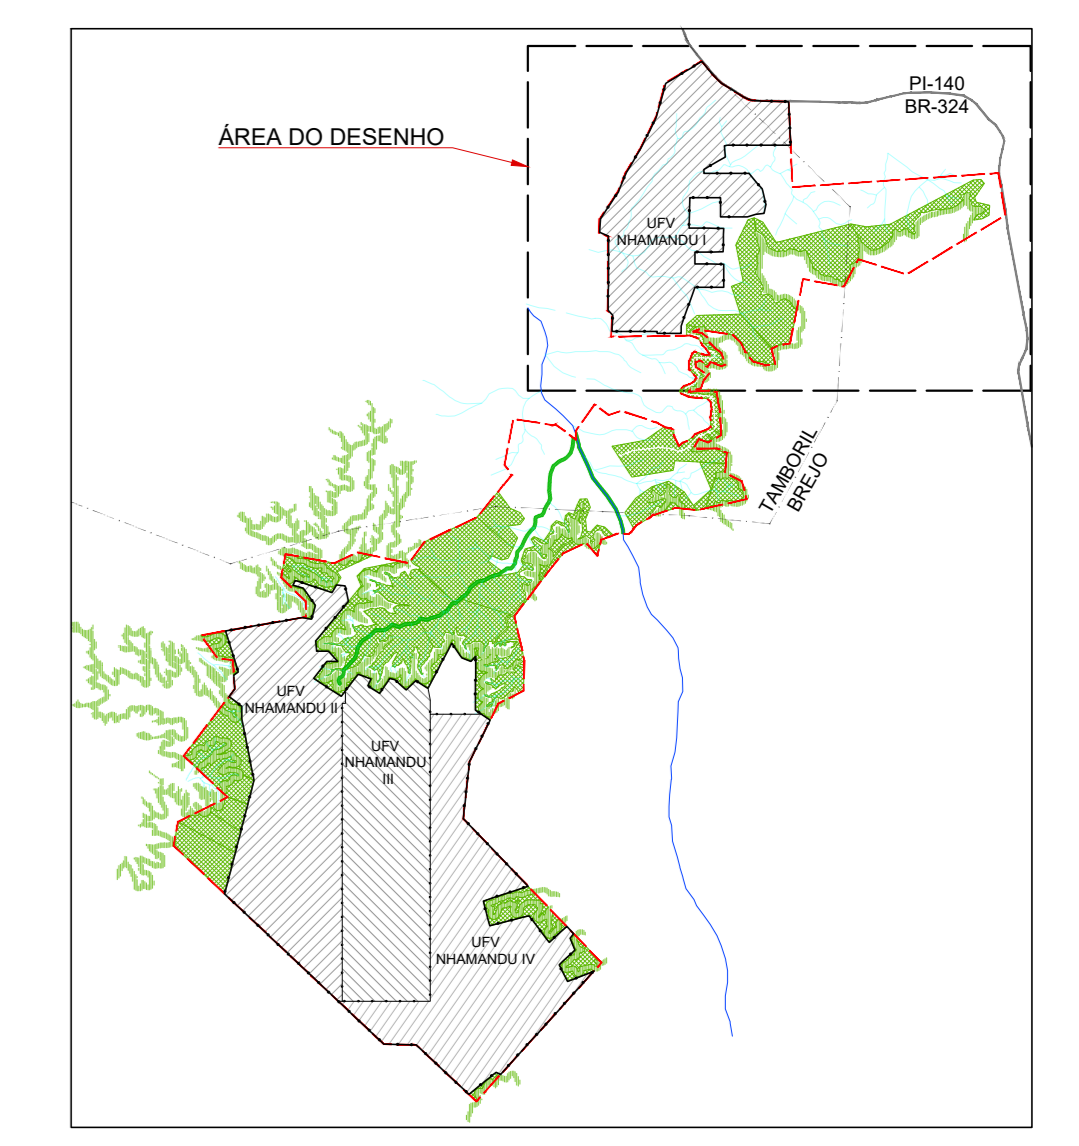 PI-140
BR-324
ÁREA DO DESENHO
UFV
NHAMANDU I
TAMBORIL
BREJO
UFV
NHAMANDU II
UFV
NHAMANDU
III
UFV
NHAMANDU IV